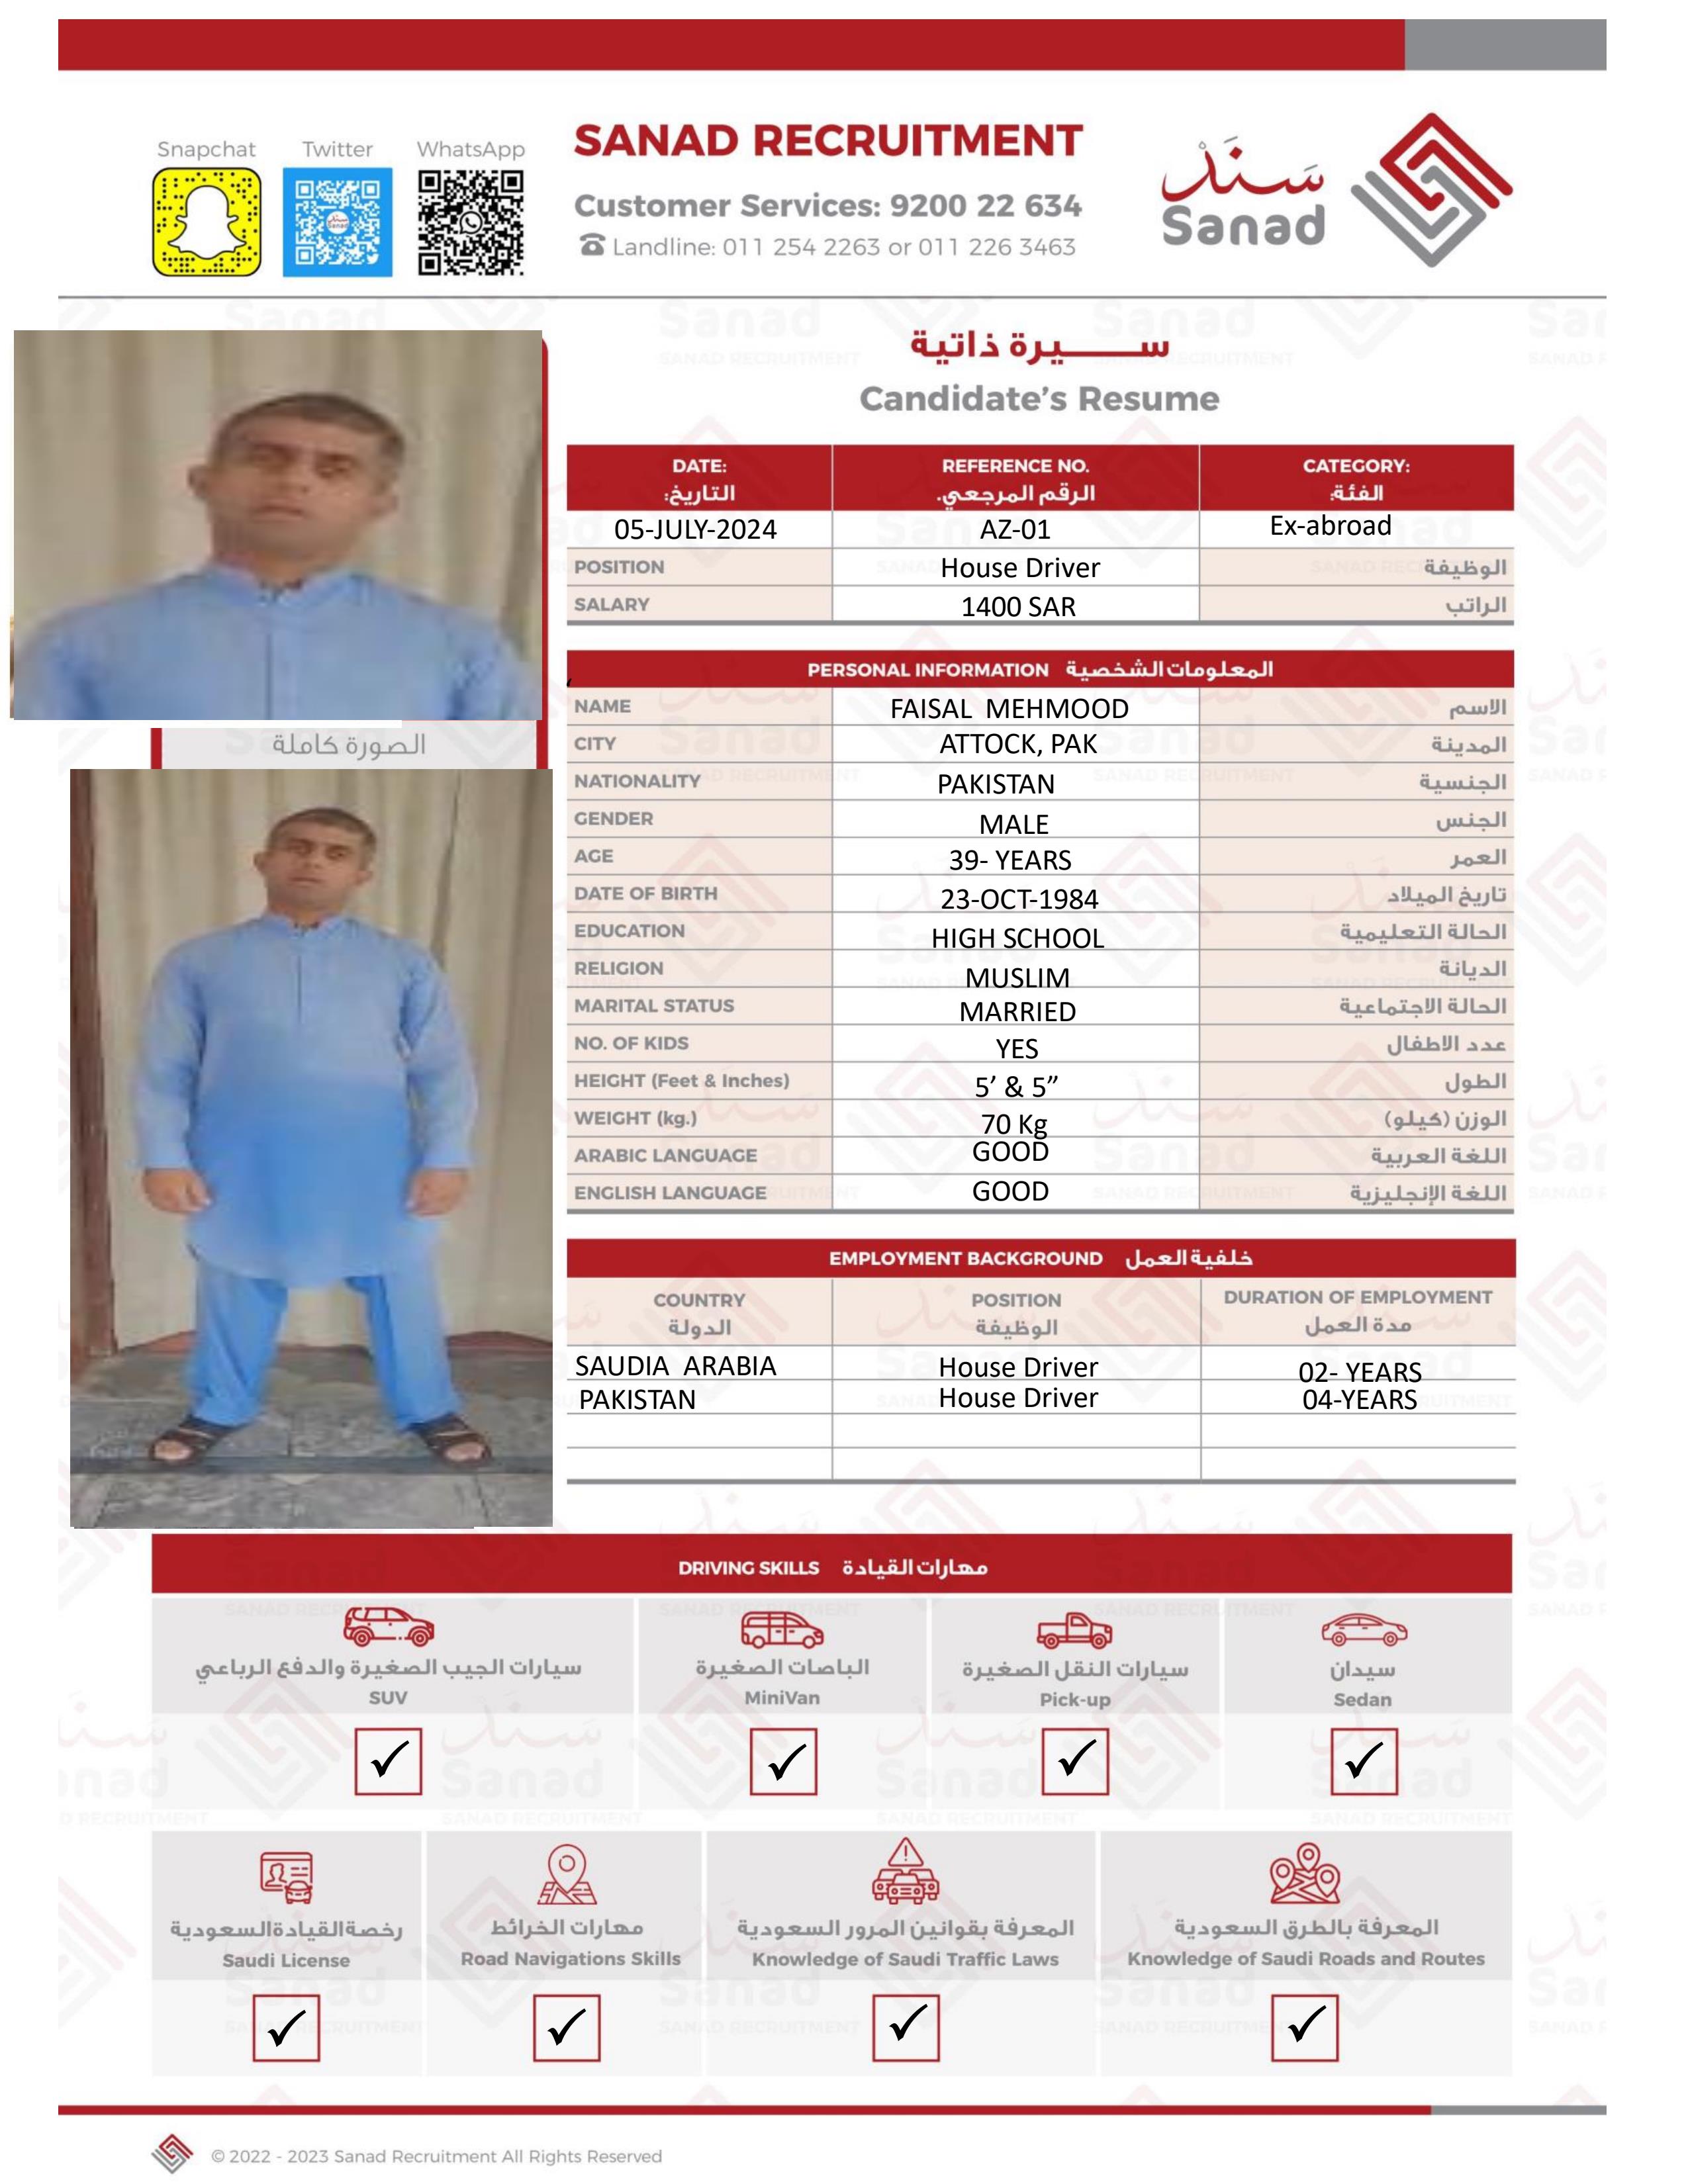 Snapchat Twitter WhatsApp
SANAD RECRUITMENT
Customer Services: 9200 22 634
Landline: 011 254 2263 or 011 226 3463
سَنَدْ
Sanad
ســـــيرة ذاتية
Candidate's Resume
DATE: REFERENCE NO. CATEGORY:
التاريخ: الرقم المرجعي. الفئة:
05-JULY-2024 AZ-01 Ex-abroad
POSITION House Driver الوظيفة
SALARY 1400 SAR الراتب
PERSONAL INFORMATION المعلومات الشخصية
NAME FAISAL MEHMOOD الاسم
الصورة كاملة
CITY ATTOCK, PAK المدينة
NATIONALITY PAKISTAN الجنسية
GENDER MALE الجنس
AGE 39- YEARS العمر
DATE OF BIRTH 23-OCT-1984 تاريخ الميلاد
EDUCATION HIGH SCHOOL الحالة التعليمية
RELIGION MUSLIM الديانة
MARITAL STATUS MARRIED الحالة الاجتماعية
NO. OF KIDS YES عدد الاطفال
HEIGHT (Feet & Inches) 5’ & 5” الطول
WEIGHT (kg.) 70 Kg الوزن (كيلو)
ARABIC LANGUAGE GOOD اللغة العربية
ENGLISH LANGUAGE GOOD اللغة الإنجليزية
EMPLOYMENT BACKGROUND خلفية العمل
COUNTRY POSITION DURATION OF EMPLOYMENT
الدولة الوظيفة مدة العمل
SAUDIA ARABIA House Driver 02- YEARS
PAKISTAN House Driver 04-YEARS
DRIVING SKILLS مهارات القيادة
سيارات الجيب الصغيرة والدفع الرباعي الباصات الصغيرة سيارات النقل الصغيرة سيدان
SUV MiniVan Pick-up Sedan
رخصة القيادة السعودية مهارات الخرائط المعرفة بقوانين المرور السعودية المعرفة بالطرق السعودية
Saudi License Road Navigations Skills Knowledge of Saudi Traffic Laws Knowledge of Saudi Roads and Routes
© 2022 - 2023 Sanad Recruitment All Rights Reserved